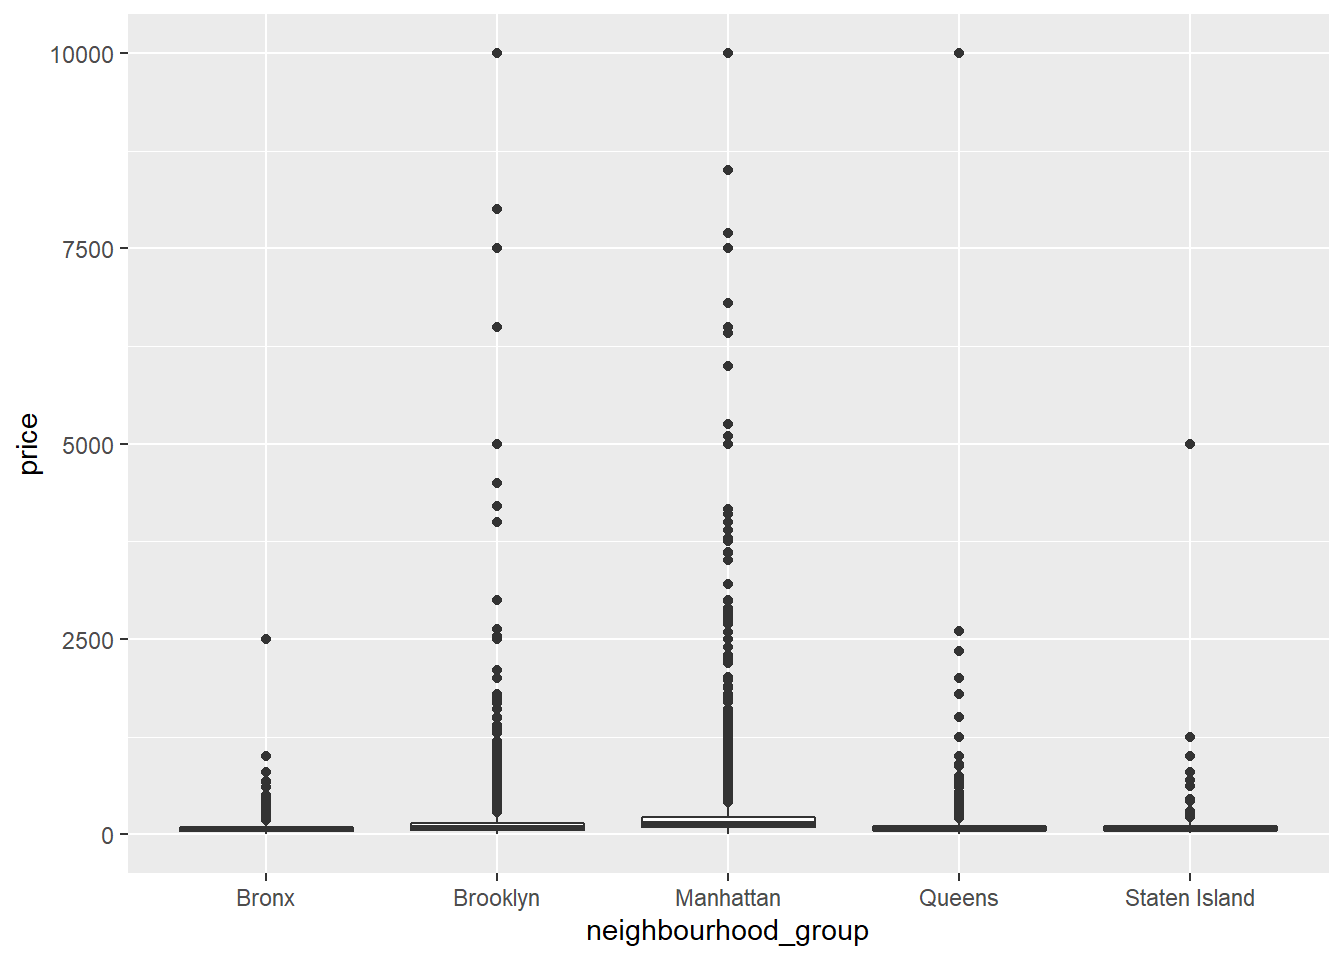 10000
7500
5000
2500
0
price
Bronx Brooklyn Manhattan Queens Staten Island
neighbourhood_group